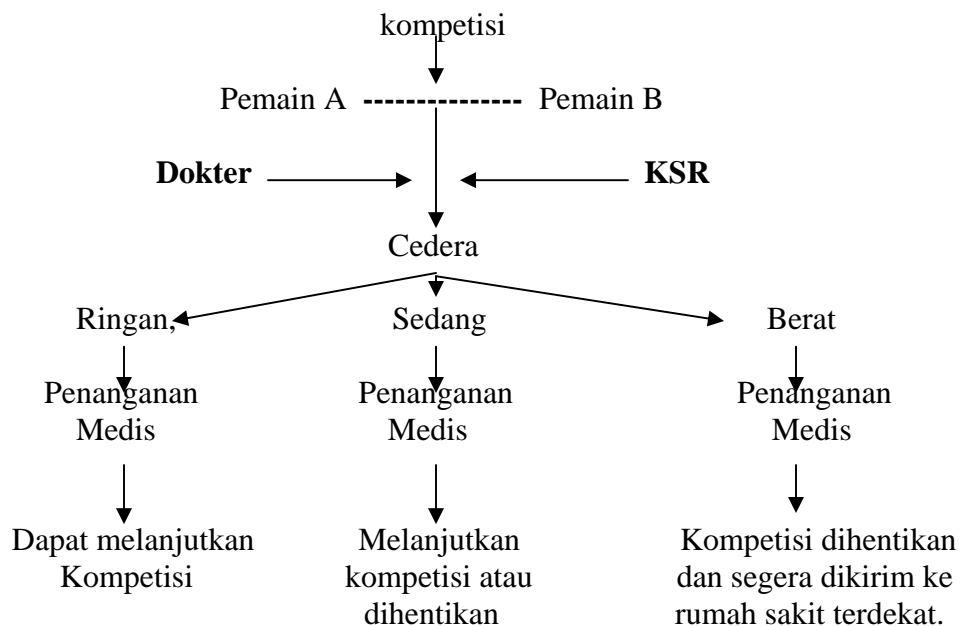 kompetisi
Pemain A ---------- Pemain B
Dokter KSR
Cedera
Ringan, Sedang Berat
Penanganan Penanganan Penanganan
Medis Medis Medis
Dapat melanjutkan Melanjutkan Kompetisi dihentikan
Kompetisi kompetisi atau dan segera dikirim ke
dihentikan rumah sakit terdekat.